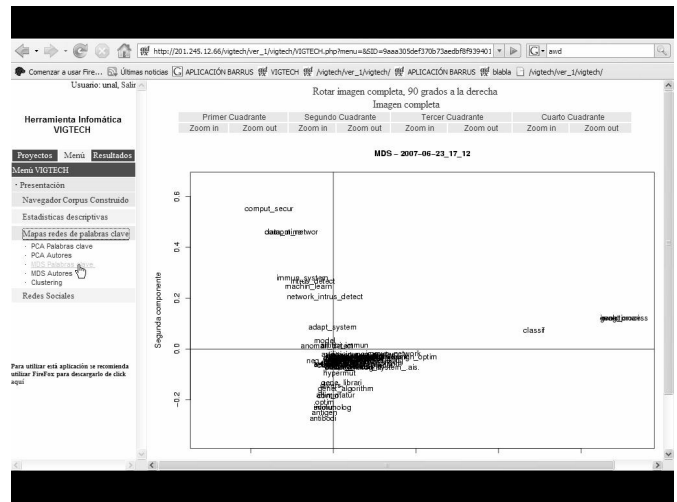 http://201.245.12.66/vigtech/ver_1/vigtech/VIGTECH.php?menu=&SID=9aaa305def370b73aedbf8f939401
awd
Comenzar a usar Fire... Últimas noticias APLICACIÓN BARRUS VIGTECH /vigtech/ver_1/vigtech/ APLICACIÓN BARRUS blabla /vigtech/ver_1/vigtech/
Usuario: unal, Salir
Herramienta Infomática
VIGTECH
Proyectos Menú Resultados
Menú VIGTECH
· Presentación
Navegador Corpus Construido
Estadísticas descriptivas
Mapas redes de palabras clave
· PCA Palabras clave
· PCA Autores
· MDS Palabras clave
· MDS Autores
· Clustering
Redes Sociales
Para utilizar está aplicación se recomienda
utilizar FireFox para descargarlo de click
aquí
Rotar imagen completa, 90 grados a la derecha
Imagen completa
Primer Cuadrante Segundo Cuadrante Tercer Cuadrante Cuarto Cuadrante
Zoom in Zoom out Zoom in Zoom out Zoom in Zoom out Zoom in Zoom out
MDS – 2007–06–23_17_12
Segunda componente
0.6
0.4
0.2
0.0
−0.2
comput_secur
immun_system
machin_learn
network_intrus_detect
adapt_system
classif
model
hypermut
gene_librari
genet_algorithm
optim
antigen
antibodi